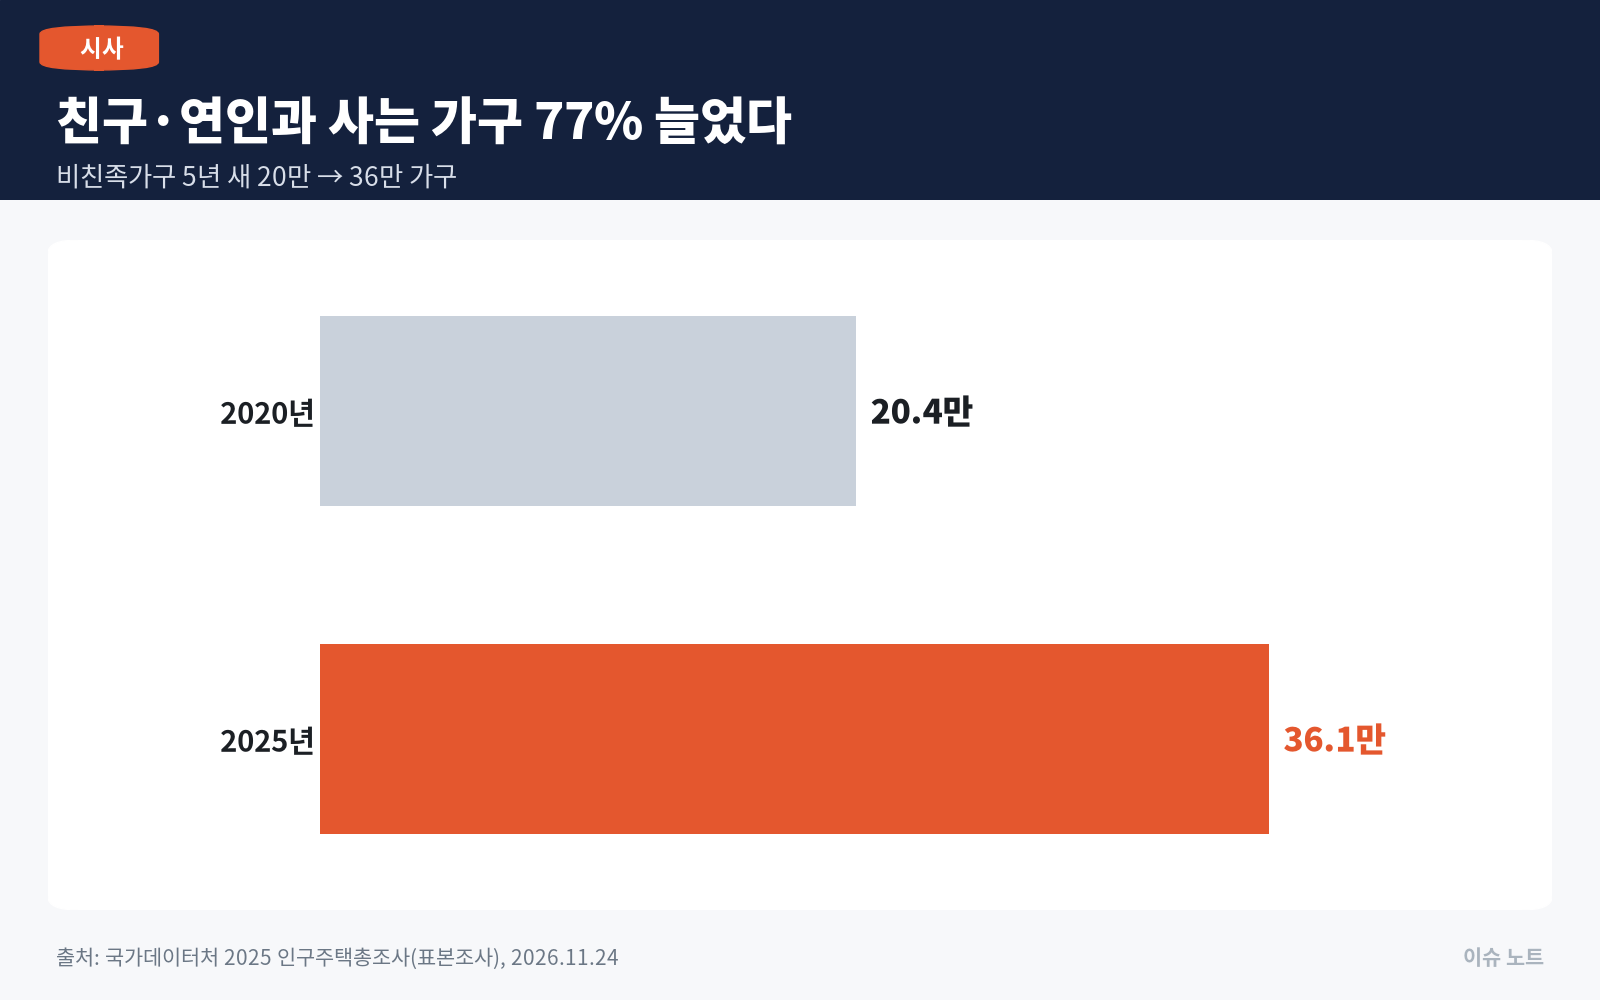 시사
친구·연인과 사는 가구 77% 늘었다
비친족가구 5년 새 20만 → 36만 가구
2020년
20.4만
2025년
36.1만
출처: 국가데이터처 2025 인구주택총조사(표본조사), 2026.11.24
이슈 노트